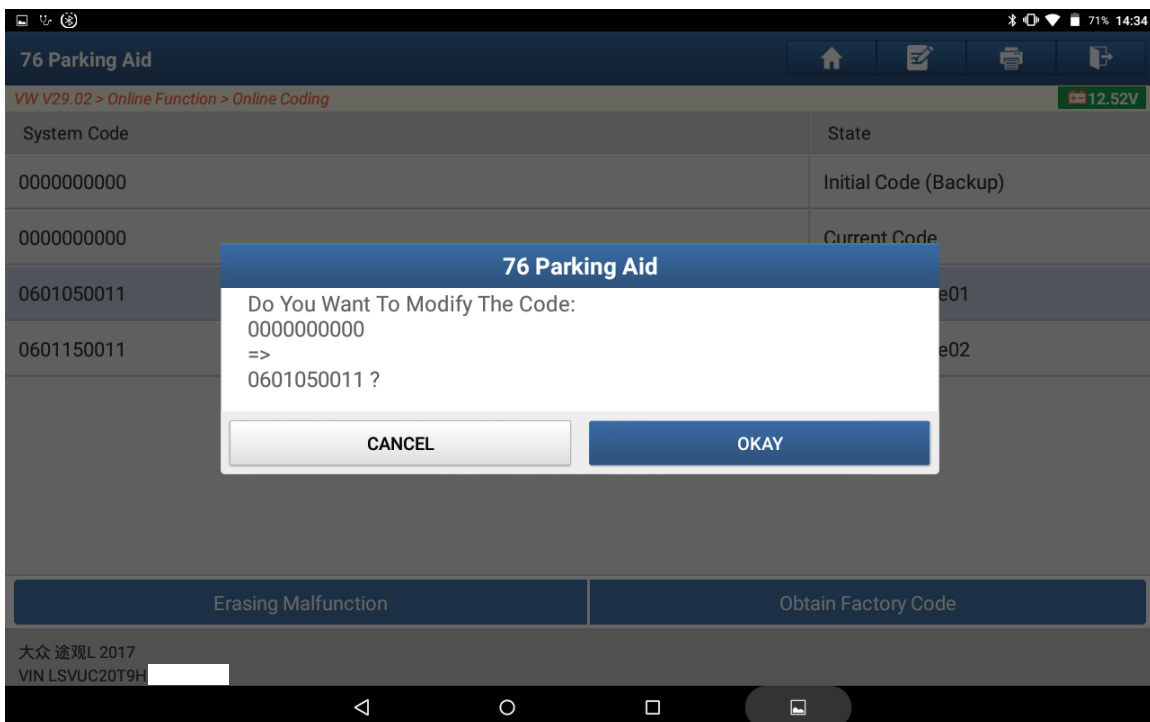 71% 14:34
76 Parking Aid
VW V29.02 > Online Function > Online Coding
12.52V
System Code State
0000000000 Initial Code (Backup)
0000000000 Current Code
0601050011 e01
0601150011 e02
76 Parking Aid
Do You Want To Modify The Code:
0000000000
=>
0601050011 ?
CANCEL OKAY
Erasing Malfunction Obtain Factory Code
大众 途观L 2017
VIN LSVUC20T9H